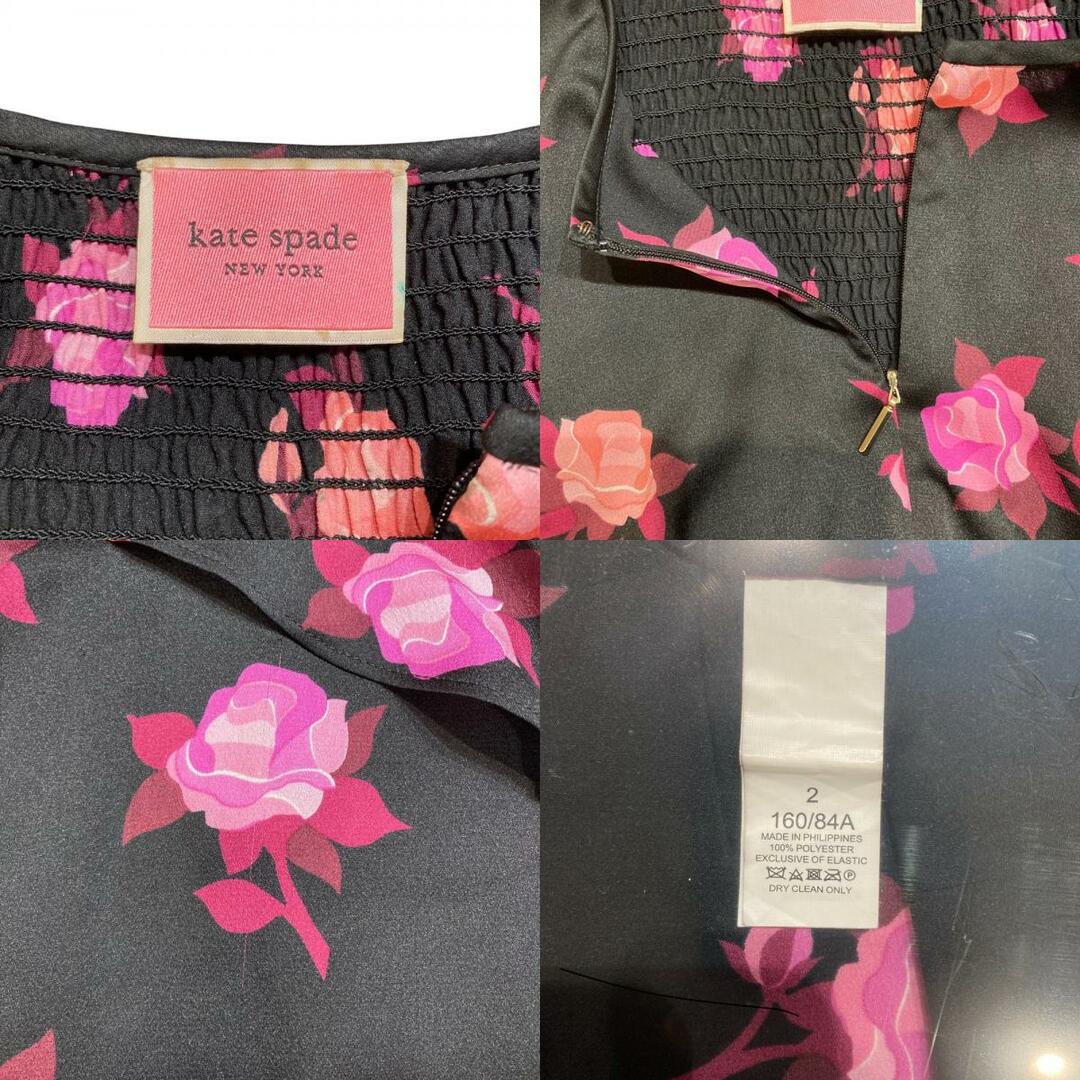 kate spade
NEW YORK
2
160/84A
MADE IN PHILIPPINES
100% POLYESTER
EXCLUSIVE OF ELASTIC
DRY CLEAN ONLY